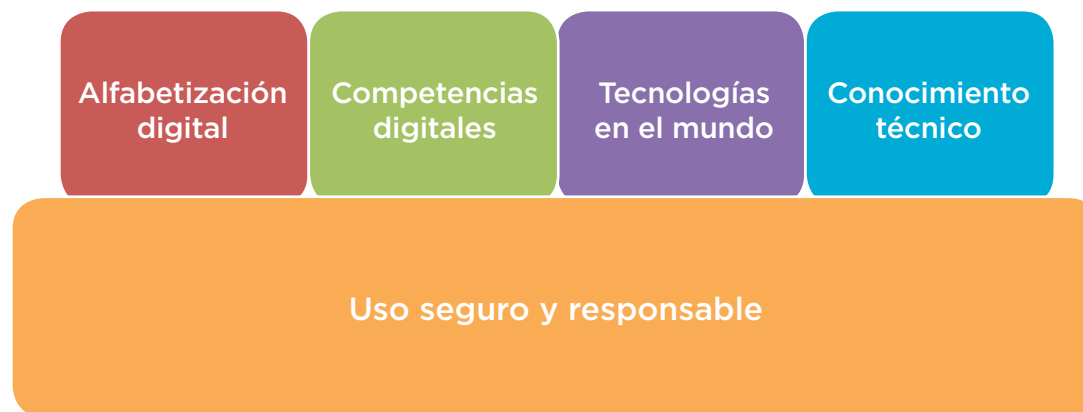 Alfabetización
digital
Competencias
digitales
Tecnologías
en el mundo
Conocimiento
técnico
Uso seguro y responsable